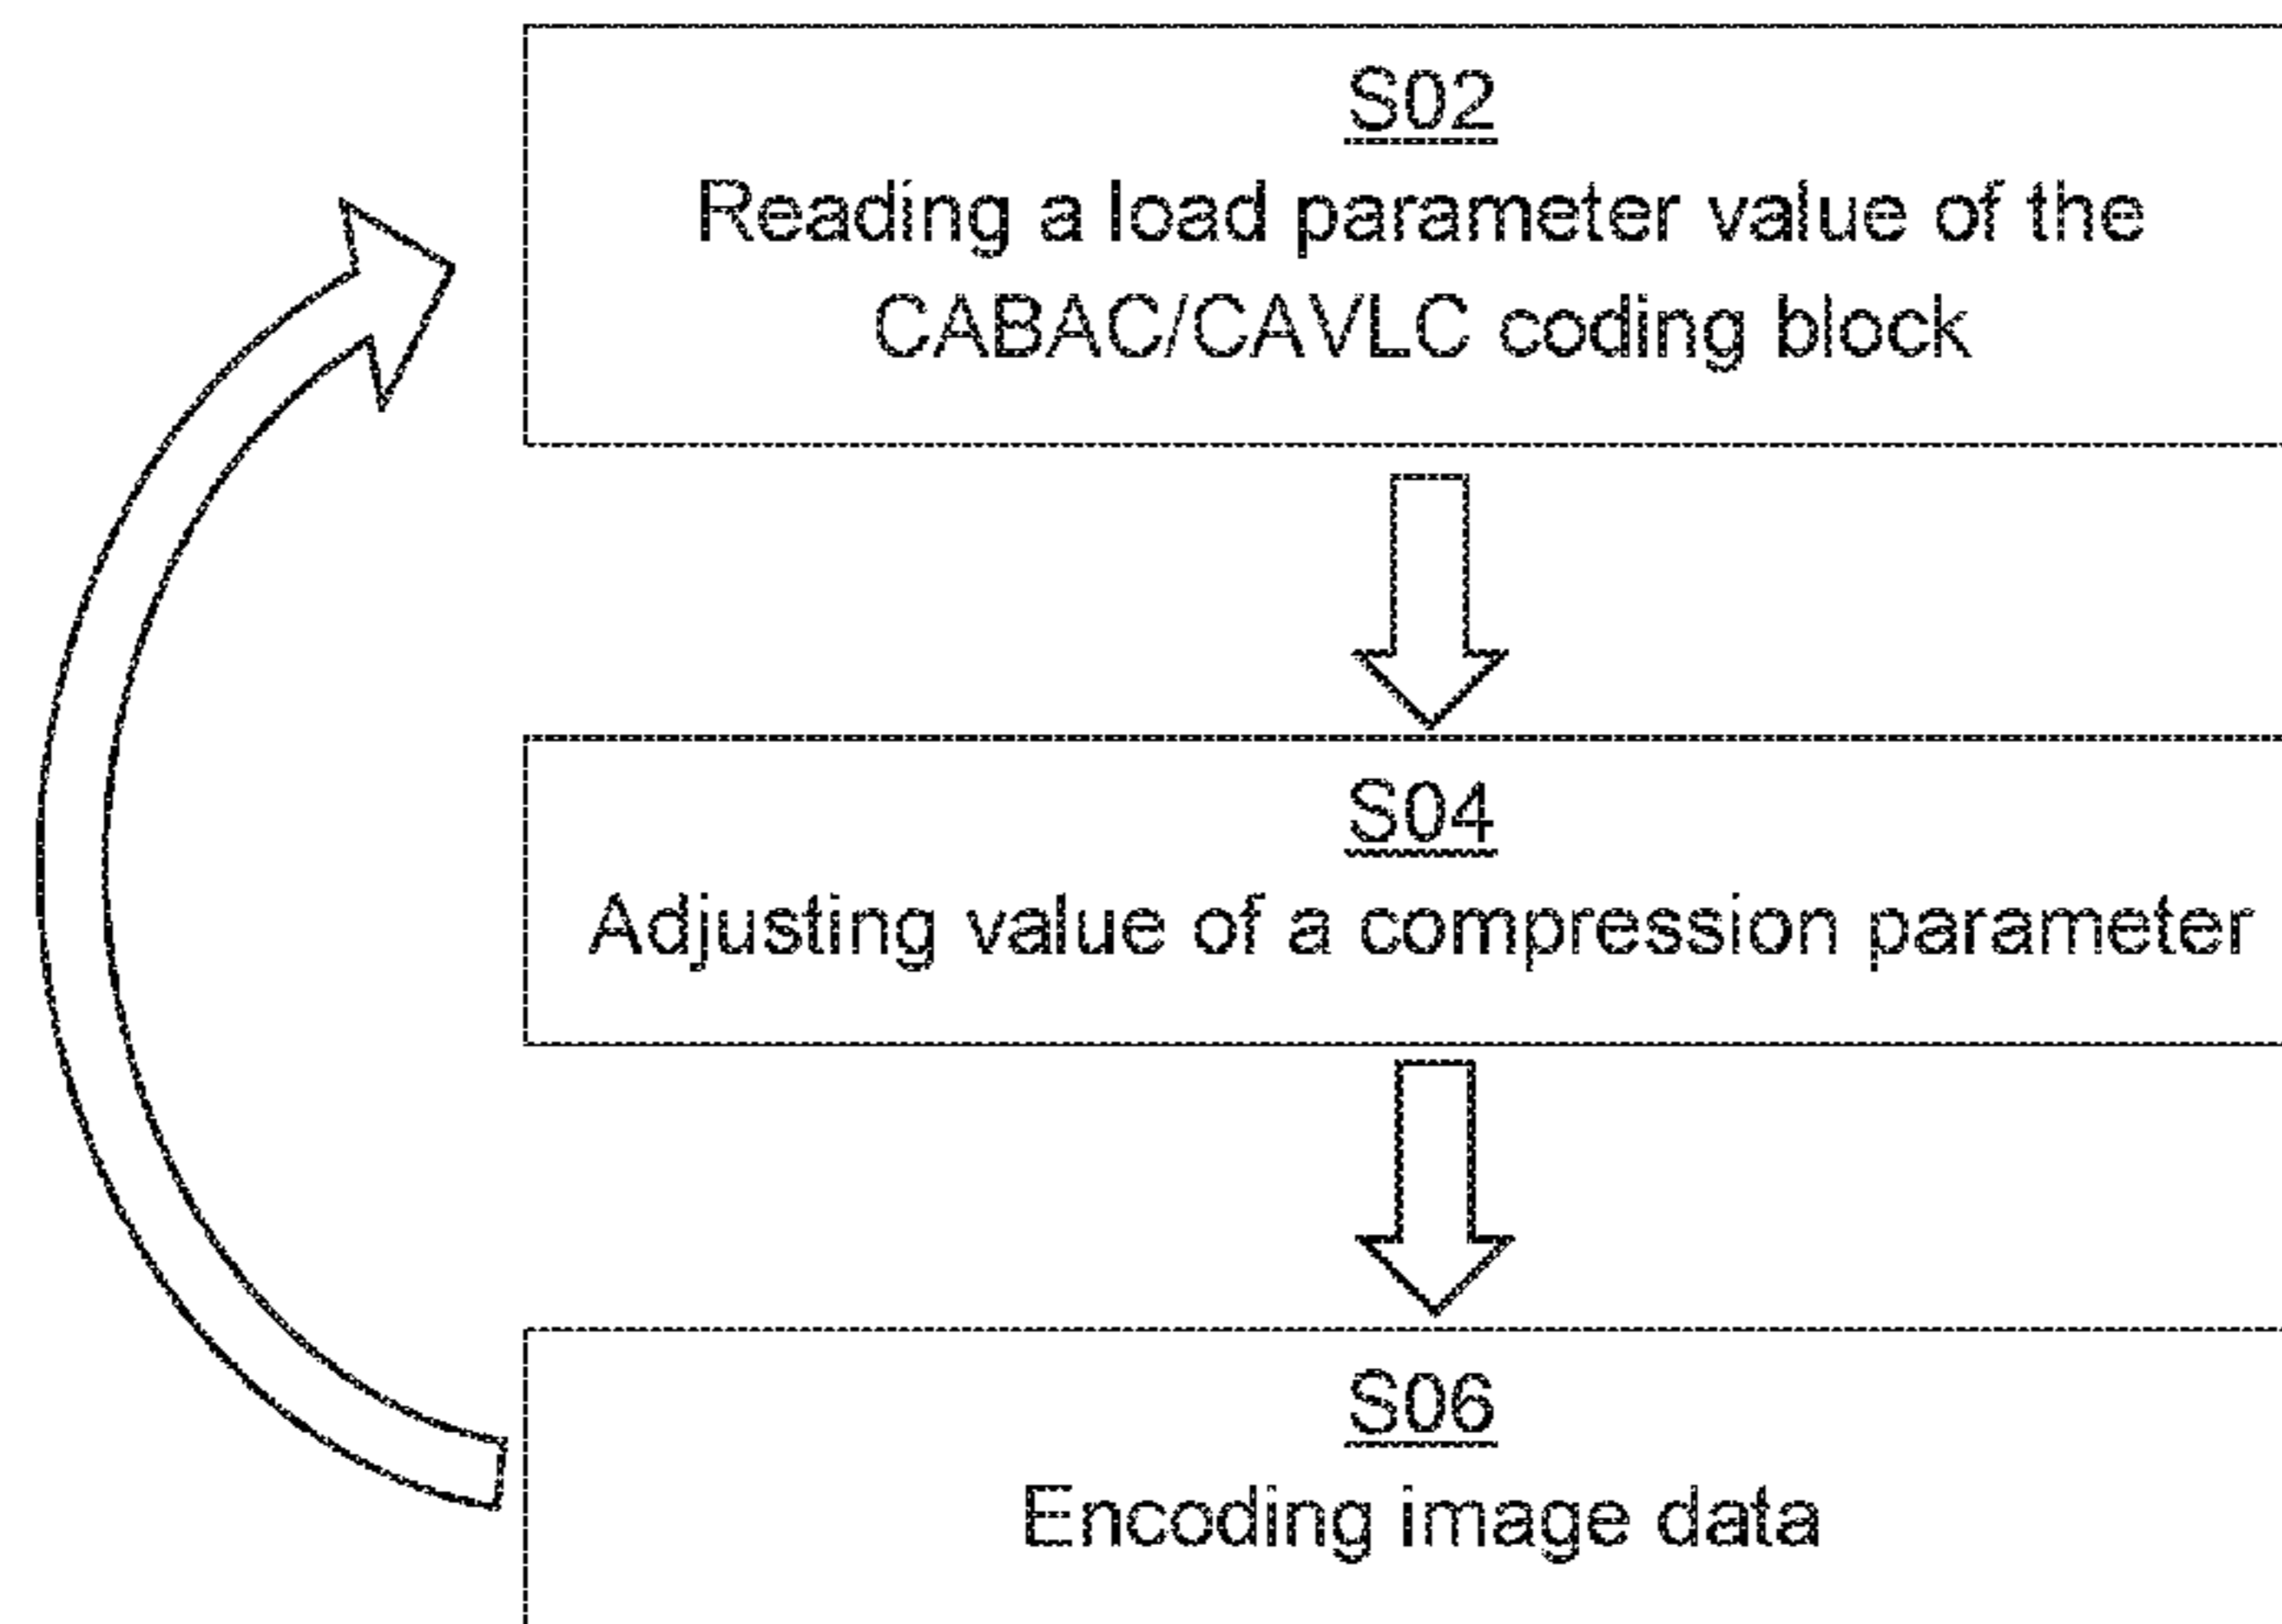 S02
Reading a load parameter value of the
CABAC/CAVLC coding block
S04
Adjusting value of a compression parameter
S06
Encoding image data